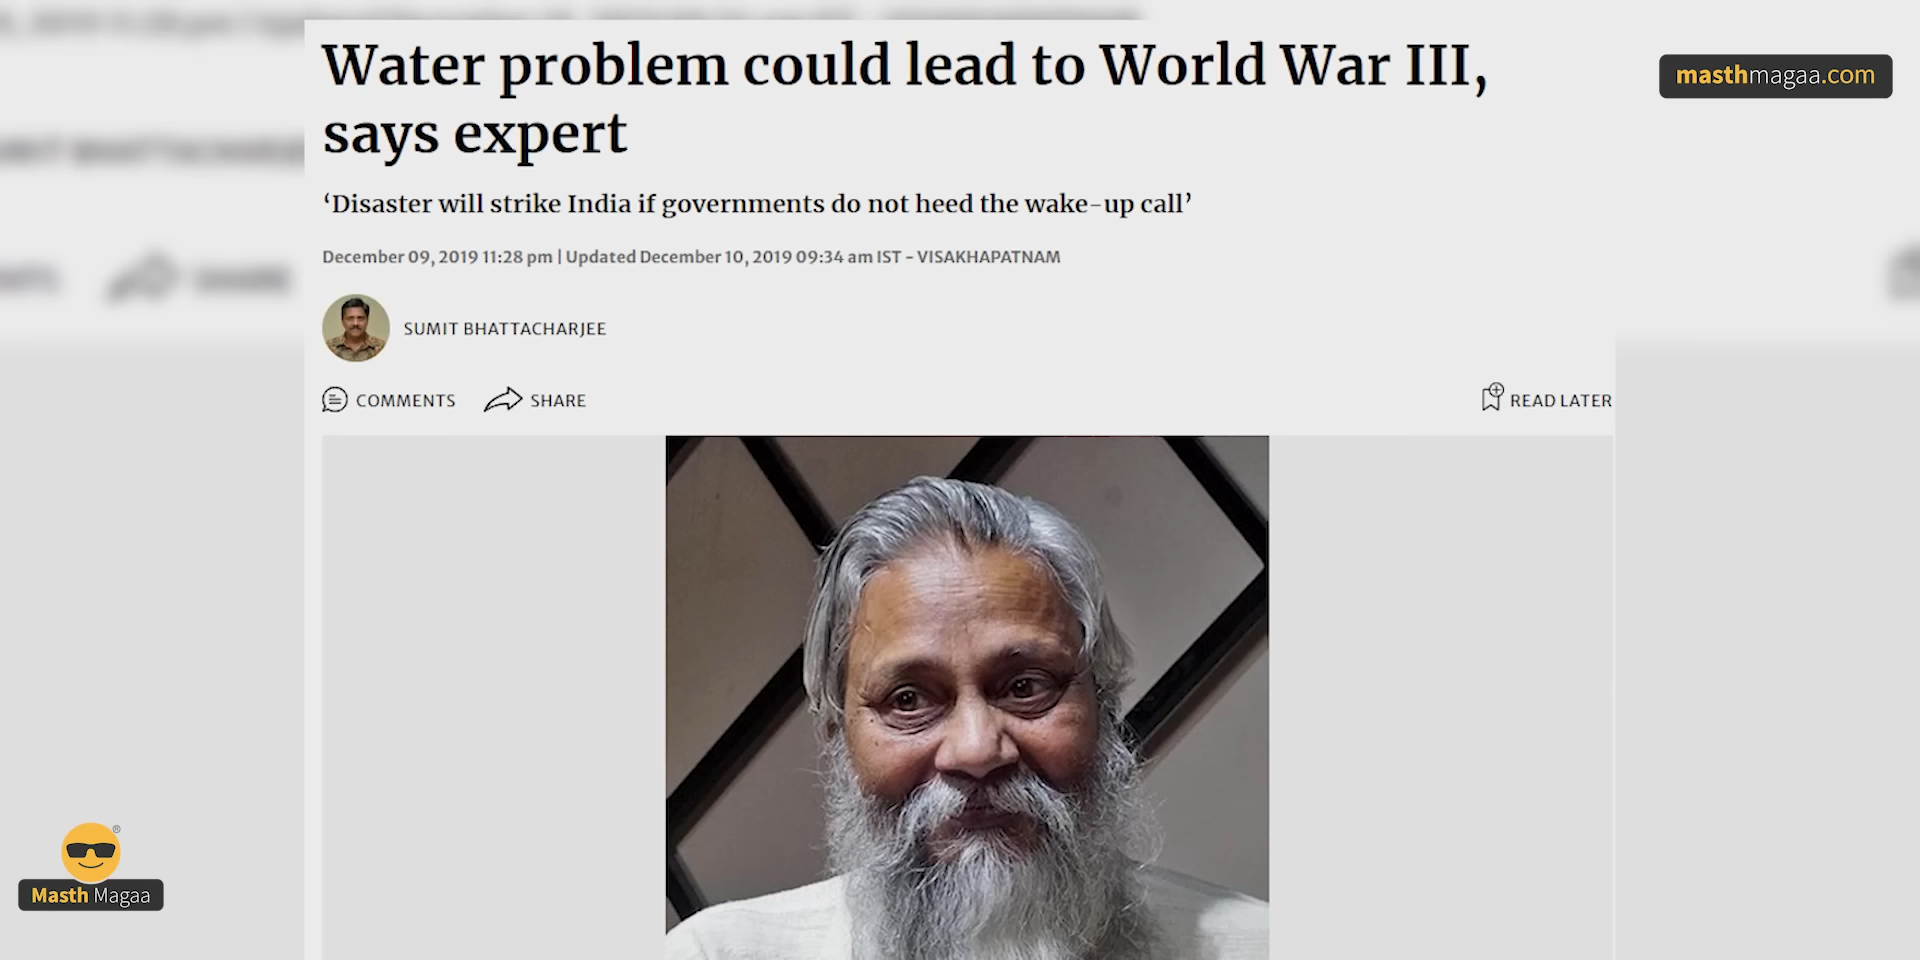 Water problem could lead to World War III,
says expert
‘Disaster will strike India if governments do not heed the wake-up call’
December 09, 2019 11:28 pm | Updated December 10, 2019 09:34 am IST - VISAKHAPATNAM
SUMIT BHATTACHARJEE
COMMENTS SHARE READ LATER
masthmagaa.com
®
Masth Magaa